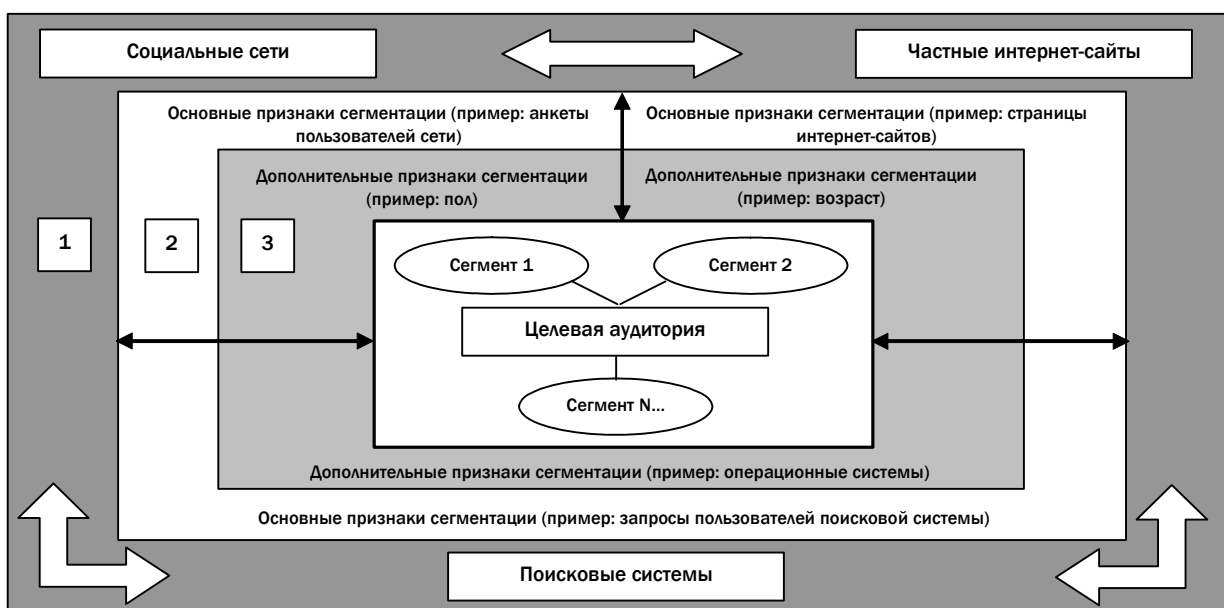 Социальные сети
Частные интернет-сайты
Основные признаки сегментации (пример: анкеты
пользователей сети)
Основные признаки сегментации (пример: страницы
интернет-сайтов)
Дополнительные признаки сегментации
(пример: пол)
Дополнительные признаки сегментации
(пример: возраст)
1
2
3
Сегмент 1
Сегмент 2
Целевая аудитория
Сегмент N...
Дополнительные признаки сегментации (пример: операционные системы)
Основные признаки сегментации (пример: запросы пользователей поисковой системы)
Поисковые системы